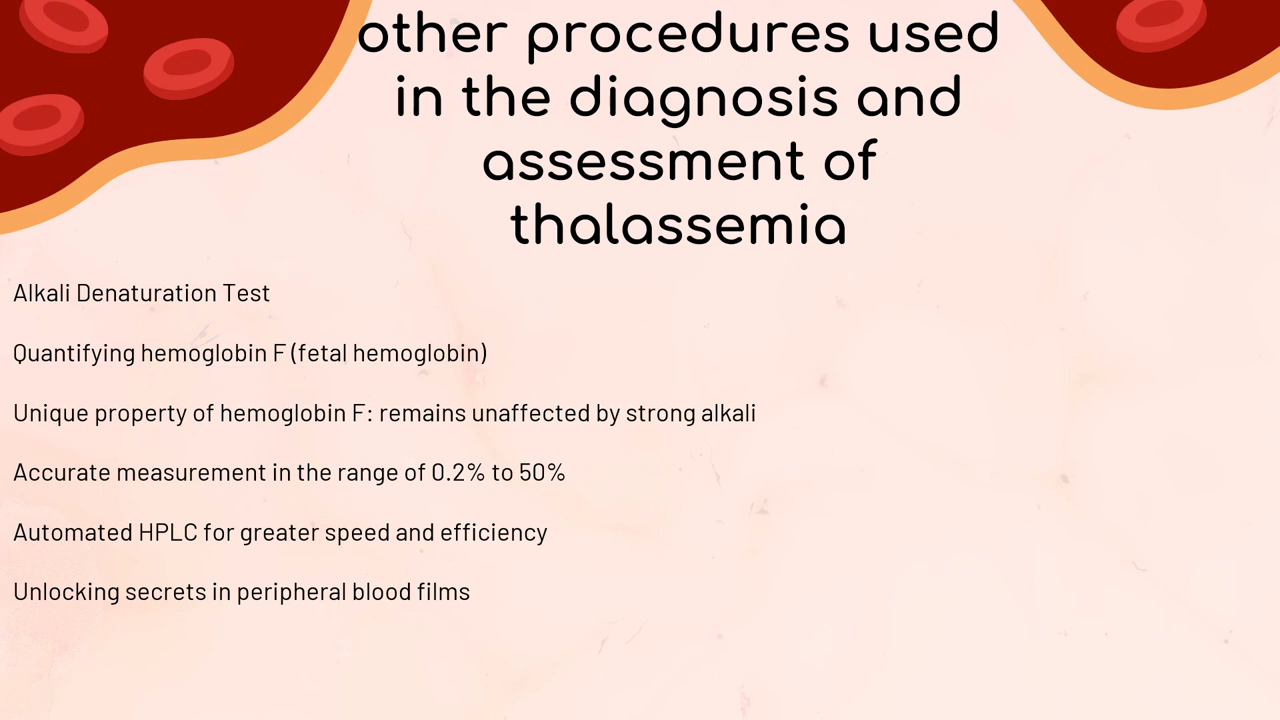 other procedures used
in the diagnosis and
assessment of
thalassemia
Alkali Denaturation Test
Quantifying hemoglobin F (fetal hemoglobin)
Unique property of hemoglobin F: remains unaffected by strong alkali
Accurate measurement in the range of 0.2% to 50%
Automated HPLC for greater speed and efficiency
Unlocking secrets in peripheral blood films